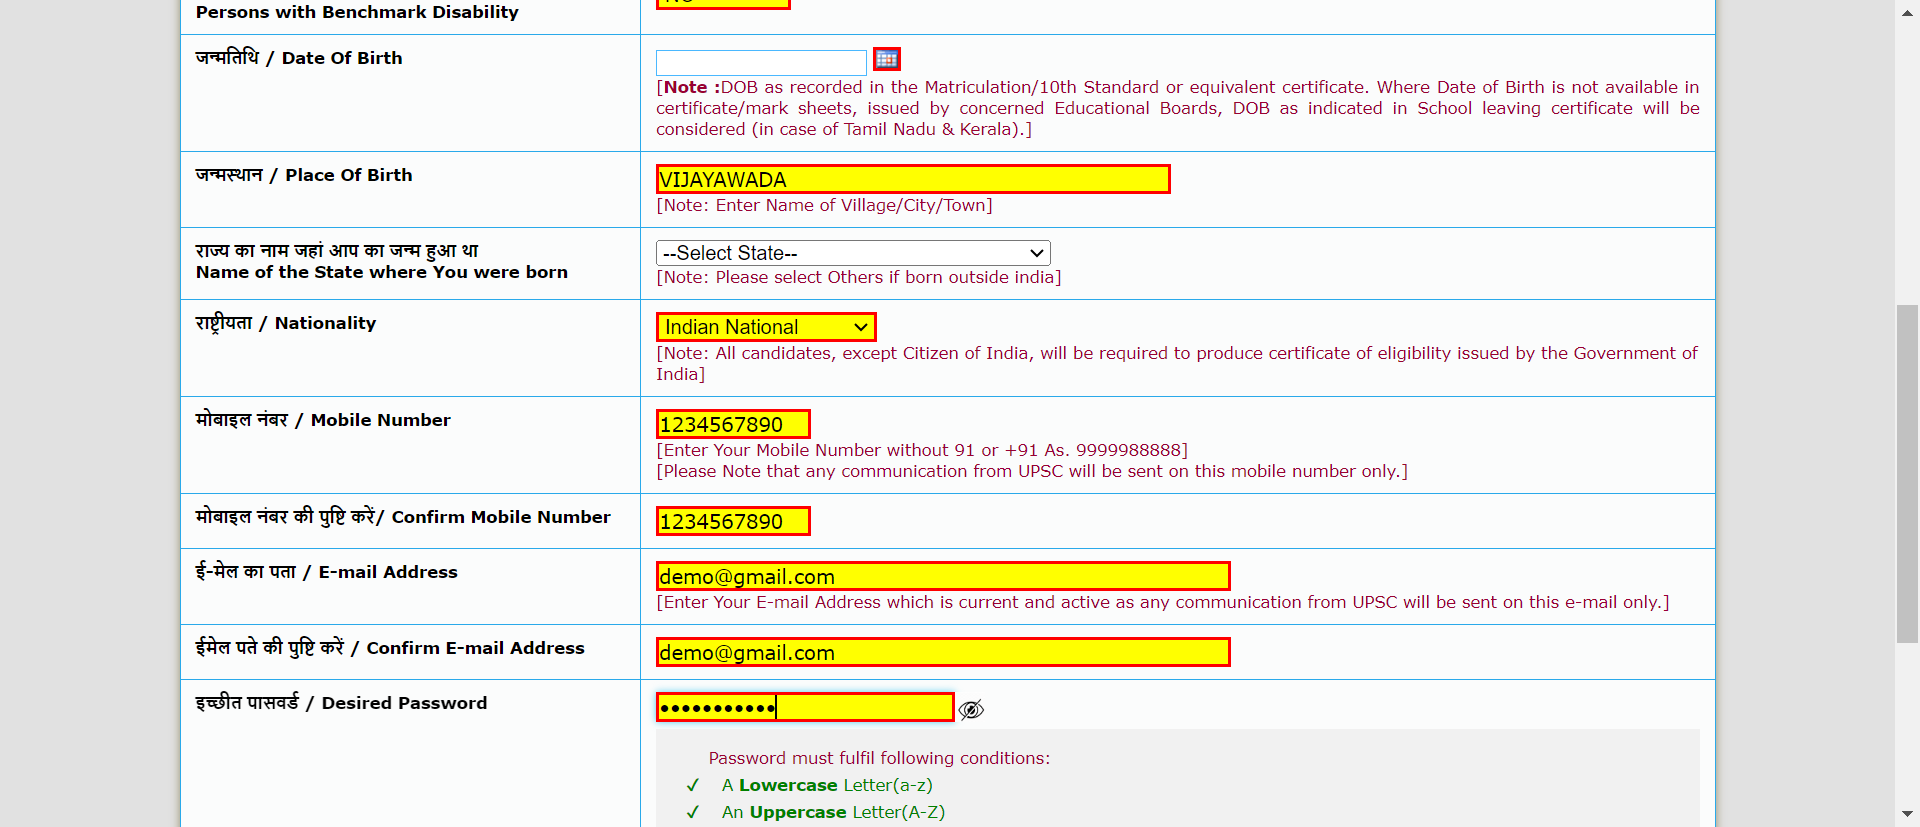 Persons with Benchmark Disability
जन्मतिथि / Date Of Birth
[Note :DOB as recorded in the Matriculation/10th Standard or equivalent certificate. Where Date of Birth is not available in
certificate/mark sheets, issued by concerned Educational Boards, DOB as indicated in School leaving certificate will be
considered (in case of Tamil Nadu & Kerala).]
जन्मस्थान / Place Of Birth
VIJAYAWADA
[Note: Enter Name of Village/City/Town]
राज्य का नाम जहां आप का जन्म हुआ था
Name of the State where You were born
--Select State--
[Note: Please select Others if born outside india]
राष्ट्रीयता / Nationality
Indian National
[Note: All candidates, except Citizen of India, will be required to produce certificate of eligibility issued by the Government of
India]
मोबाइल नंबर / Mobile Number
1234567890
[Enter Your Mobile Number without 91 or +91 As. 9999988888]
[Please Note that any communication from UPSC will be sent on this mobile number only.]
मोबाइल नंबर की पुष्टि करें/ Confirm Mobile Number
1234567890
ई-मेल का पता / E-mail Address
demo@gmail.com
[Enter Your E-mail Address which is current and active as any communication from UPSC will be sent on this e-mail only.]
ईमेल पते की पुष्टि करें / Confirm E-mail Address
demo@gmail.com
इच्छीत पासवर्ड / Desired Password
•••••••••••
Password must fulfil following conditions:
✓ A Lowercase Letter(a-z)
✓ An Uppercase Letter(A-Z)